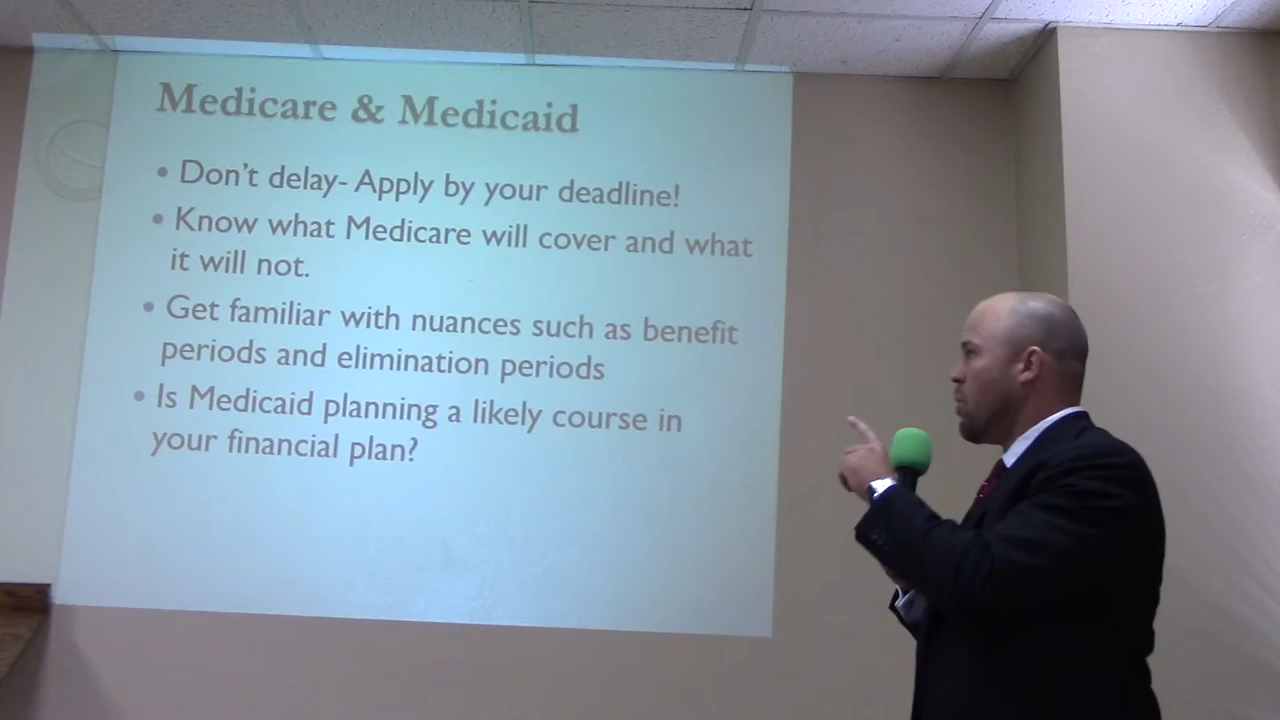 Medicare & Medicaid
• Don't delay- Apply by your deadline!
• Know what Medicare will cover and what
it will not.
• Get familiar with nuances such as benefit
periods and elimination periods
• Is Medicaid planning a likely course in
your financial plan?